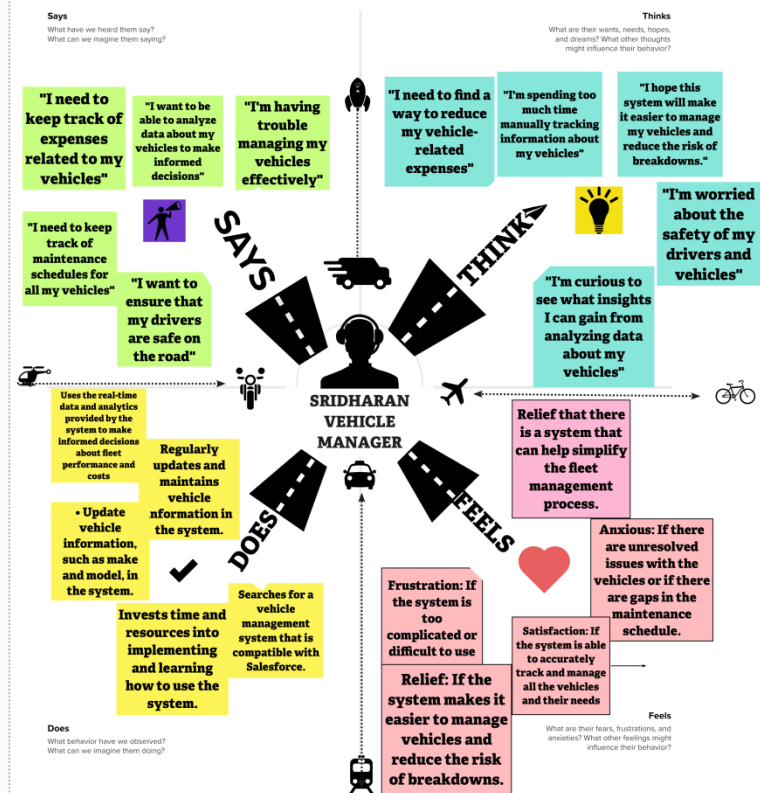 Says
What have we heard them say?
What can we magine them saying?
Thinks
What are their wants, needs, hopes,
and dreams? What other thoughts
might influence their behavior?
"I need to
keep track of
expenses
related to my
vehicles"
"I want to be
able to analyze
data about my
vehicles to make
informed
decisions"
"I'm having
trouble
managing my
vehicles
effectively"
"I need to keep
track of
maintenance
schedules for
all my vehicles"
"I want to
ensure that
my drivers
are safe on
the road"
SAYS
"I need to find a
way to reduce
my vehicle-
related
expenses"
"I'm spending too
much time
manually tracking
information about
my vehicles"
"I hope this
system will make
it easier to manage
my vehicles and
reduce the risk of
breakdowns."
"I'm worried
about the
safety of my
drivers and
vehicles"
"I'm curious to
see what insights
I can gain from
analyzing data
about my
vehicles"
THINK
SRIDHARAN
VEHICLE
MANAGER
Uses the real-time
data and analytics
provided by the
system to make
informed decisions
about fleet
performance and
costs
Regularly
updates and
maintains
vehicle
nformation in
the system.
• Update
vehicle
information,
such as make
and model, in
the system.
Invests time and
resources into
implementing
and learning
how to use the
system.
Searches for a
vehicle
management
system that is
compatible with
Salesforce.
DOES
FEELS
Relief that there
is a system that
can help simplify
the fleet
management
process.
Anxious: If there
are unresolved
issues with the
vehicles or if there
are gaps in the
maintenance
schedule.
Frustration: If
the system is
too
complicated or
difficult to use
Satisfaction: If
the system is able
to accurately
track and manage
all the vehicles
and their needs
Relief: If the
system makes it
easier to manage
vehicles and
reduce the risk
of breakdowns.
Does
What behavior have we observed?
What can we imagine them doing?
Feels
What are their fears, frustrations, and
anxieties? What other feelings might
influence their behavior?